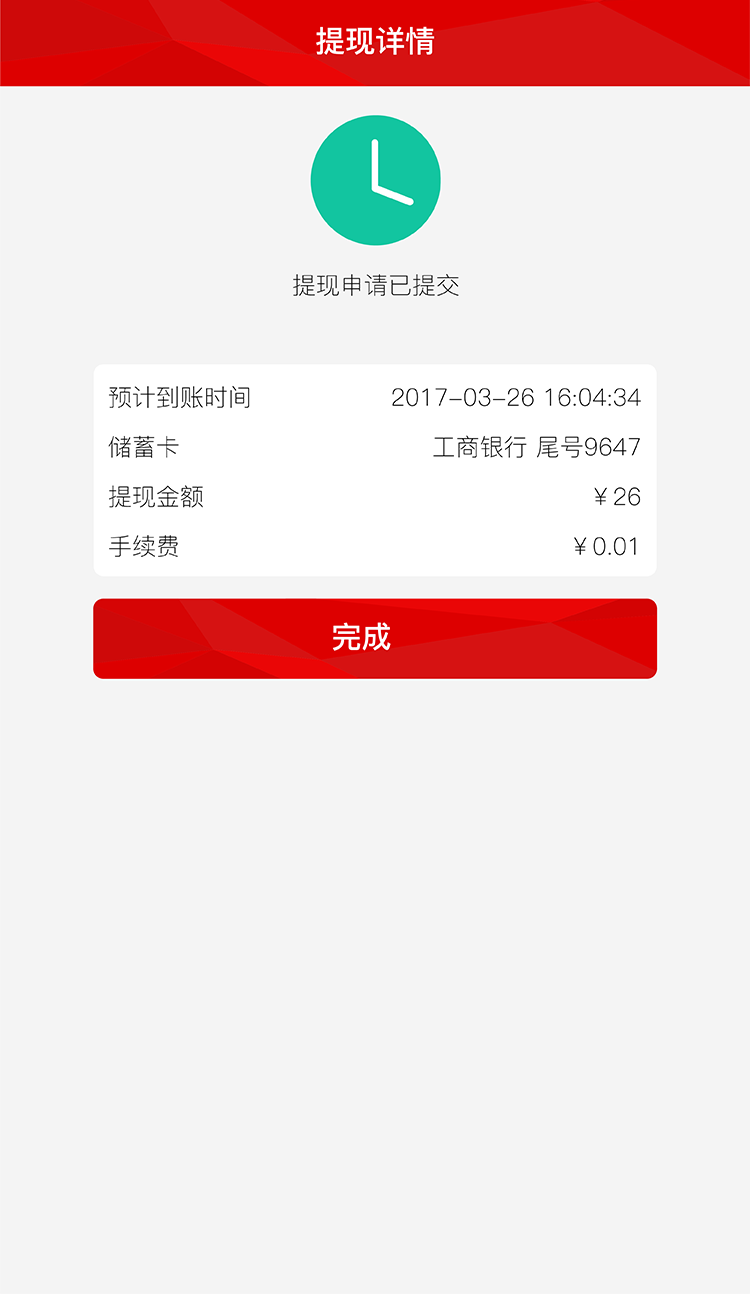 提现详情
提现申请已提交
预计到账时间 2017-03-26 16:04:34
储蓄卡 工商银行 尾号9647
提现金额 ￥26
手续费 ￥0.01
完成